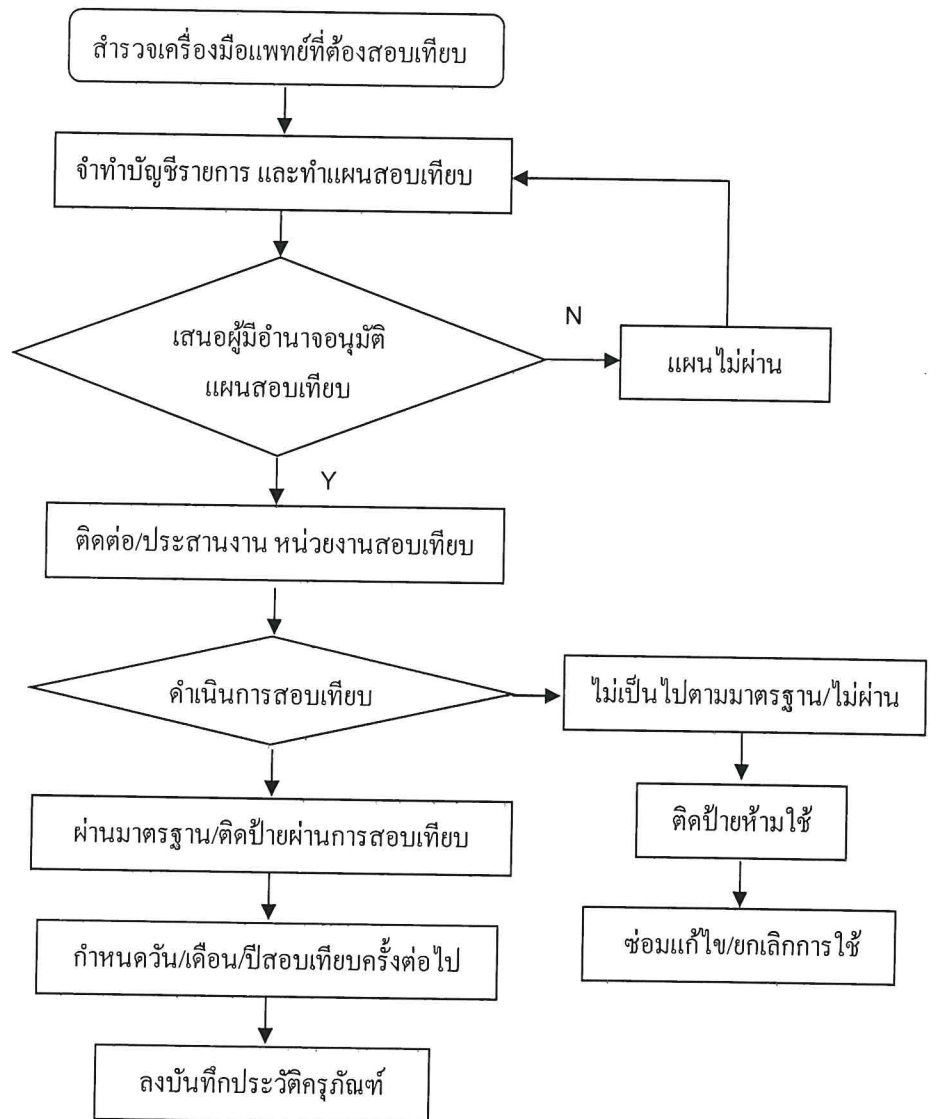 สำรวจเครื่องมือแพทย์ที่ต้องสอบเทียบ
จำทำบัญชีรายการ และทำแผนสอบเทียบ
เสนอผู้มีอำนาจอนุมัติ
แผนสอบเทียบ
N
แผนไม่ผ่าน
Y
ติดต่อ/ประสานงาน หน่วยงานสอบเทียบ
ดำเนินการสอบเทียบ
ไม่เป็นไปตามมาตรฐาน/ไม่ผ่าน
ผ่านมาตรฐาน/ติดป้ายผ่านการสอบเทียบ
ติดป้ายห้ามใช้
กำหนดวัน/เดือน/ปีสอบเทียบครั้งต่อไป
ซ่อมแก้ไข/ยกเลิกการใช้
ลงบันทึกประวัติครุภัณฑ์